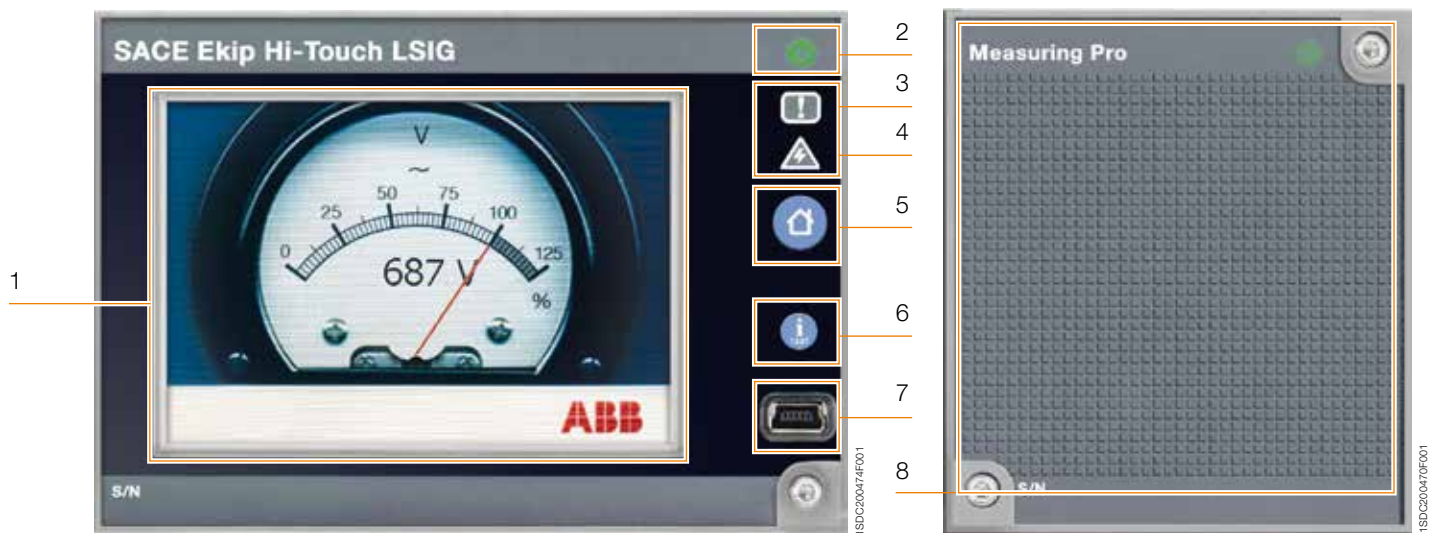 SACE Ekip Hi-Touch LSIG
V
~
0
25
50
75
100
125
%
687 V
ABB
S/N
1
2
3
4
5
6
7
8
i
TEST
1SDC200474F001
Measuring Pro
S/N
1SDC200470F001